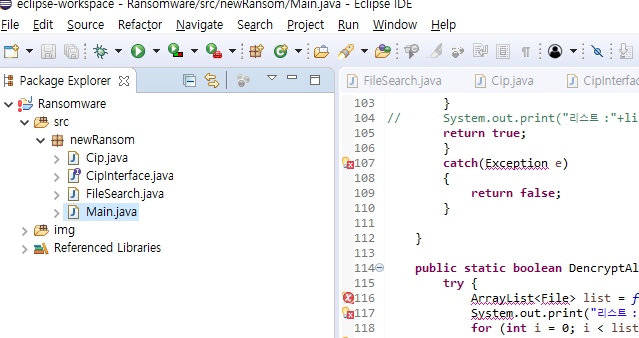 eclipse-workspace - Ransomware/src/newRansom/Main.java - Eclipse IDE
File Edit Source Refactor Navigate Search Project Run Window Help
Package Explorer
Ransomware
src
newRansom
Cip.java
CipInterface.java
FileSearch.java
Main.java
img
Referenced Libraries
FileSearch.java Cip.java CipInterfac
103 }
104 // System.out.print("리스트 :"+li
105 return true;
106 }
107 catch(Exception e)
108 {
109 return false;
110 }
111
112 }
113
114 public static boolean DencryptAl
115 try {
116 ArrayList<File> list = f
117 System.out.print("리스트 :
118 for (int i = 0; i < list